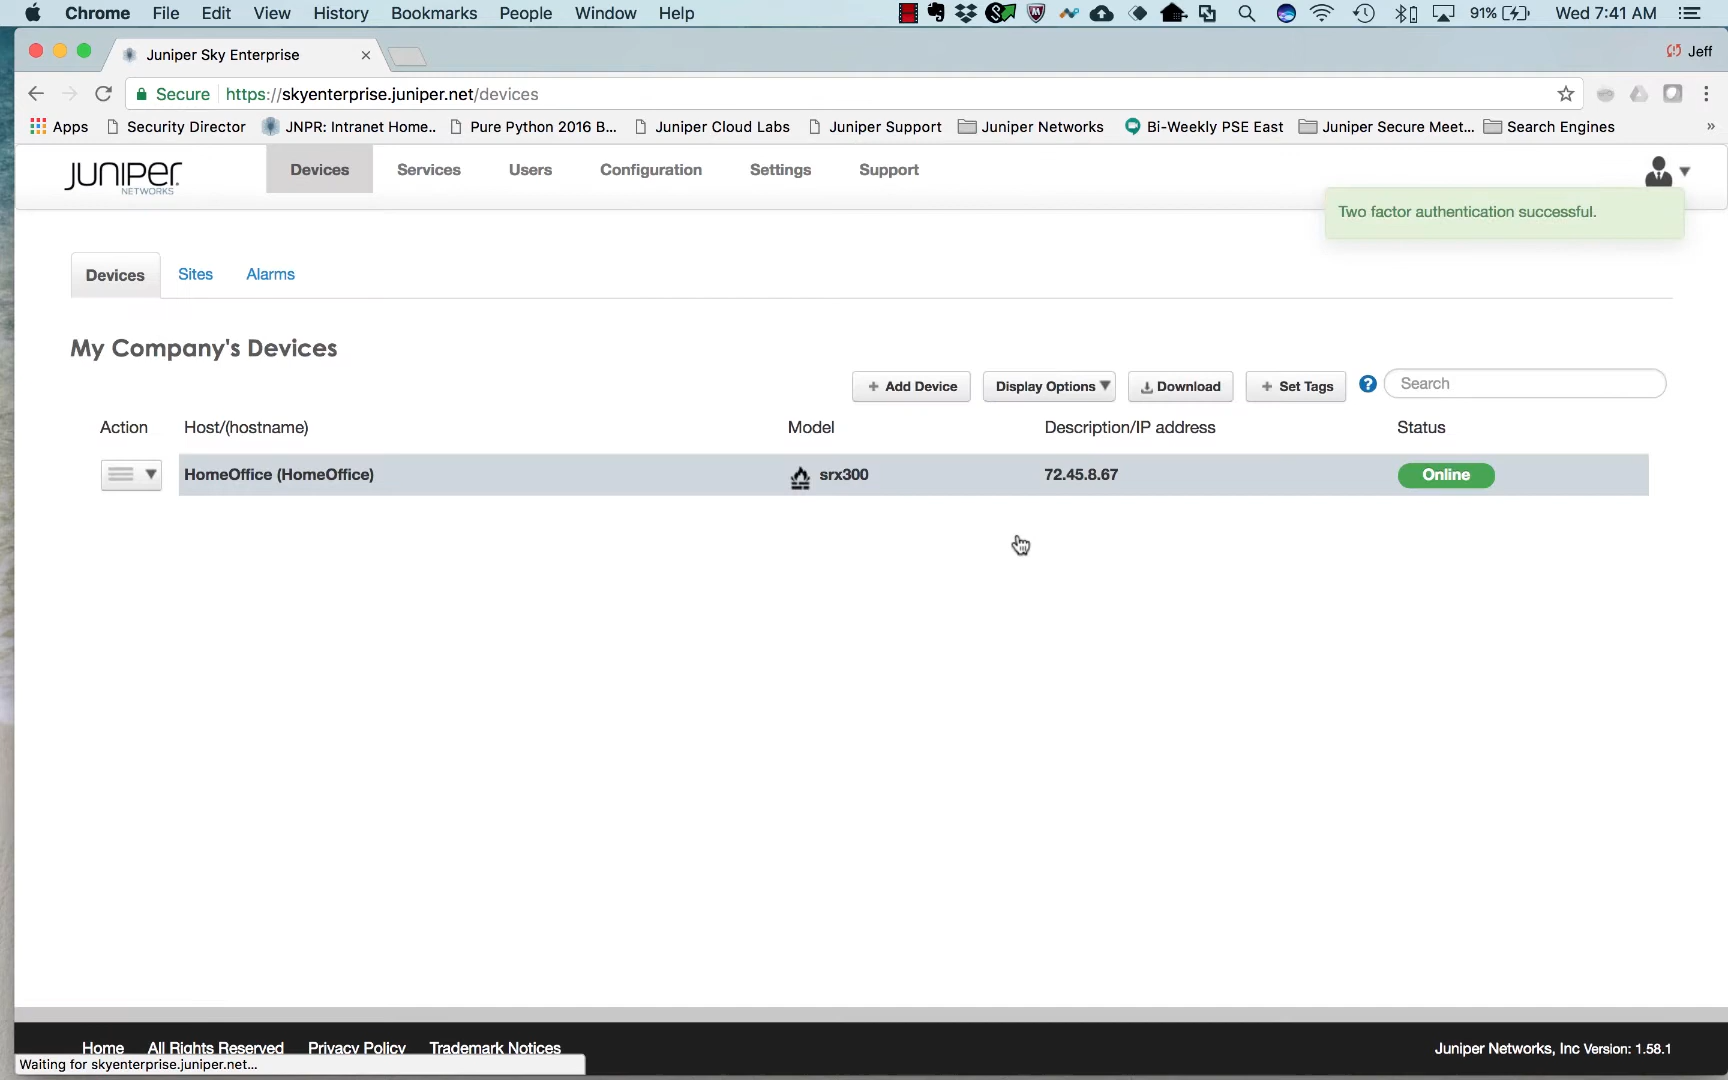 Chrome File Edit View History Bookmarks People Window Help 91% Wed 7:41 AM
Juniper Sky Enterprise Jeff
Secure https://skyenterprise.juniper.net/devices
Apps Security Director JNPR: Intranet Home.. Pure Python 2016 B... Juniper Cloud Labs Juniper Support Juniper Networks Bi-Weekly PSE East Juniper Secure Meet... Search Engines »
JUNIPER NETWORKS Devices Services Users Configuration Settings Support
Two factor authentication successful.
Devices Sites Alarms
My Company's Devices
+ Add Device Display Options Download + Set Tags ? Search
Action Host/(hostname) Model Description/IP address Status
HomeOffice (HomeOffice) srx300 72.45.8.67 Online
Home All Rights Reserved Privacy Policy Trademark Notices Juniper Networks, Inc Version: 1.58.1
Waiting for skyenterprise.juniper.net...